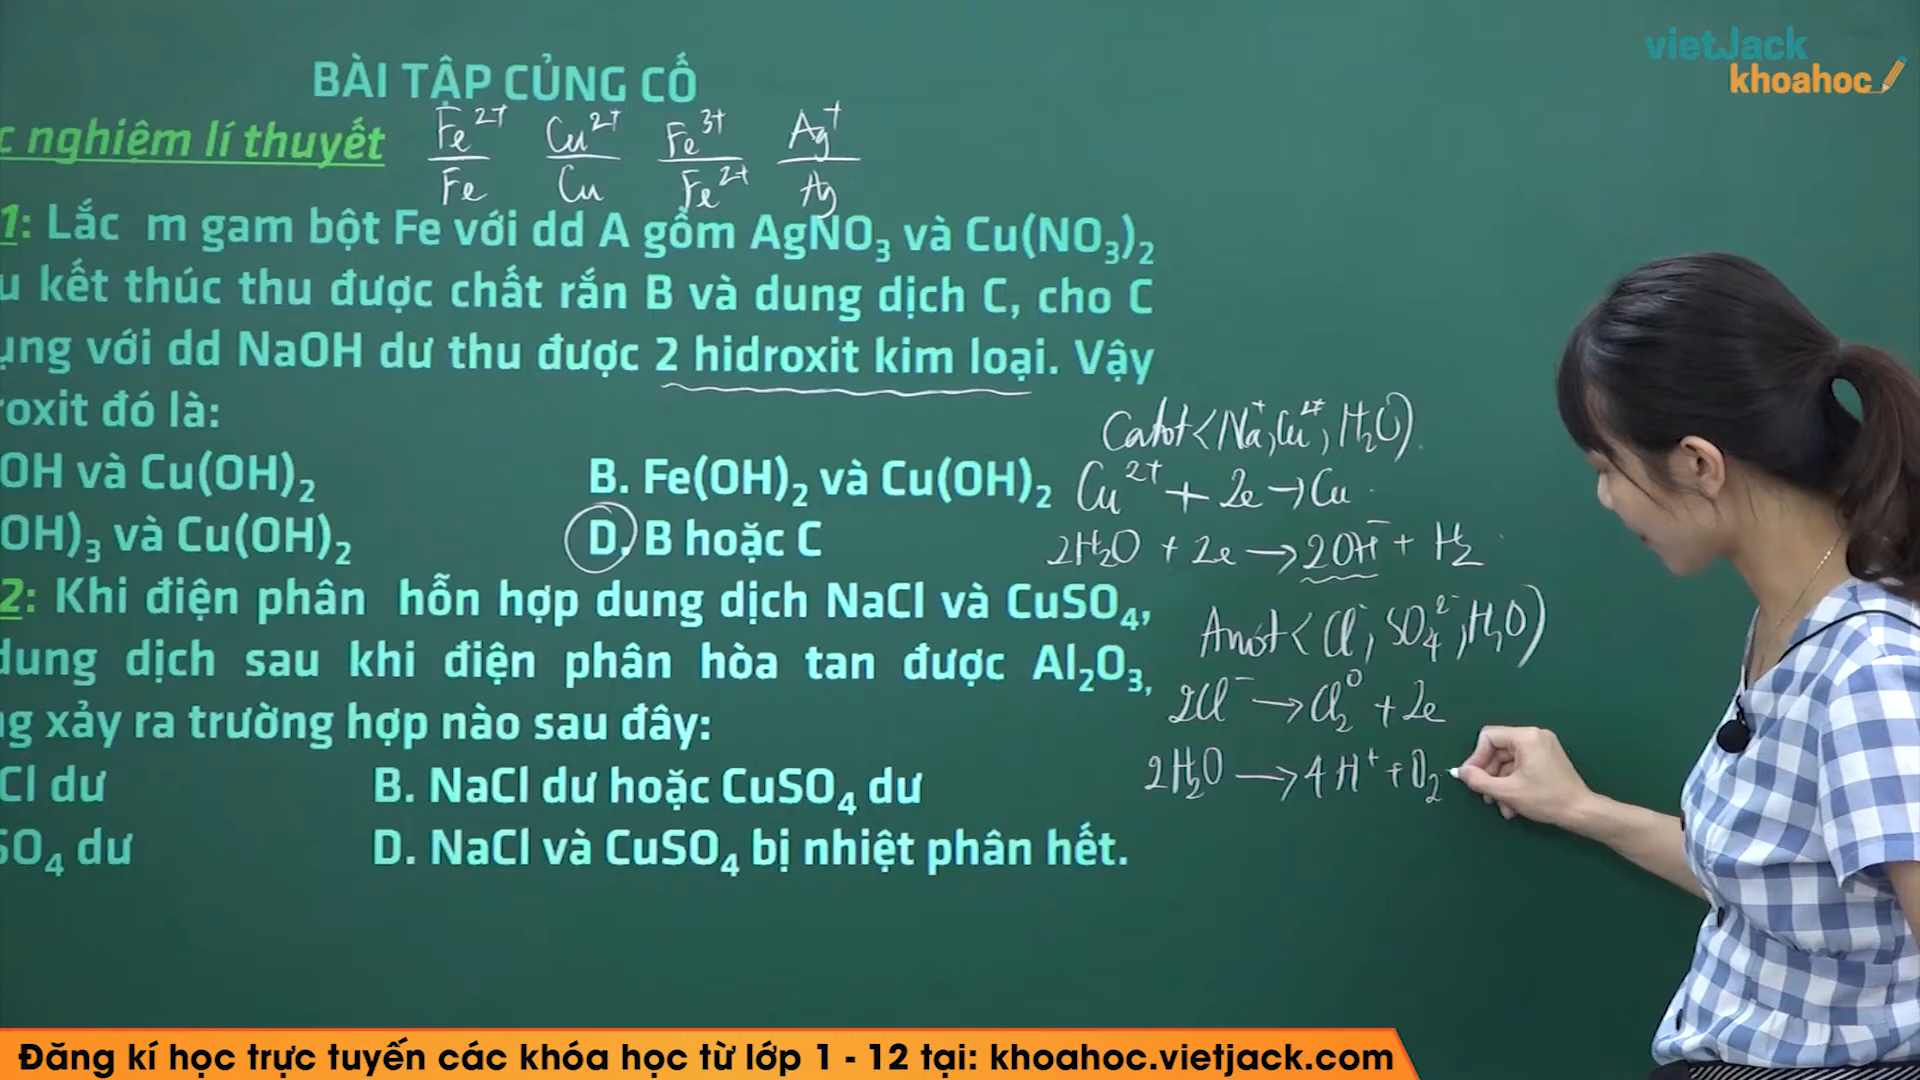 vietJack
khoahoc
BÀI TẬP CỦNG CỐ
c nghiệm lí thuyết
Fe²⁺ Cu²⁺ Fe³⁺ Ag⁺
Fe Cu Fe²⁺ Ag
1: Lắc m gam bột Fe với dd A gồm AgNO₃ và Cu(NO₃)₂
u kết thúc thu được chất rắn B và dung dịch C, cho C
ụng với dd NaOH dư thu được 2 hidroxit kim loại. Vậy
roxit đó là:
OH và Cu(OH)₂ B. Fe(OH)₂ và Cu(OH)₂
OH)₃ và Cu(OH)₂ D. B hoặc C
Catot < Na⁺, Cu²⁺, H₂O)
Cu²⁺ + 2e → Cu
2H₂O + 2e → 2OH⁻ + H₂
2: Khi điện phân hỗn hợp dung dịch NaCl và CuSO₄,
dung dịch sau khi điện phân hòa tan được Al₂O₃,
ng xảy ra trường hợp nào sau đây:
Cl dư B. NaCl dư hoặc CuSO₄ dư
SO₄ dư D. NaCl và CuSO₄ bị nhiệt phân hết.
Anot < Cl⁻, SO₄²⁻, H₂O)
2Cl⁻ → Cl₂⁰ + 2e
2H₂O → 4H⁺ + O₂
Đăng kí học trực tuyến các khóa học từ lớp 1 - 12 tại: khoahoc.vietjack.com